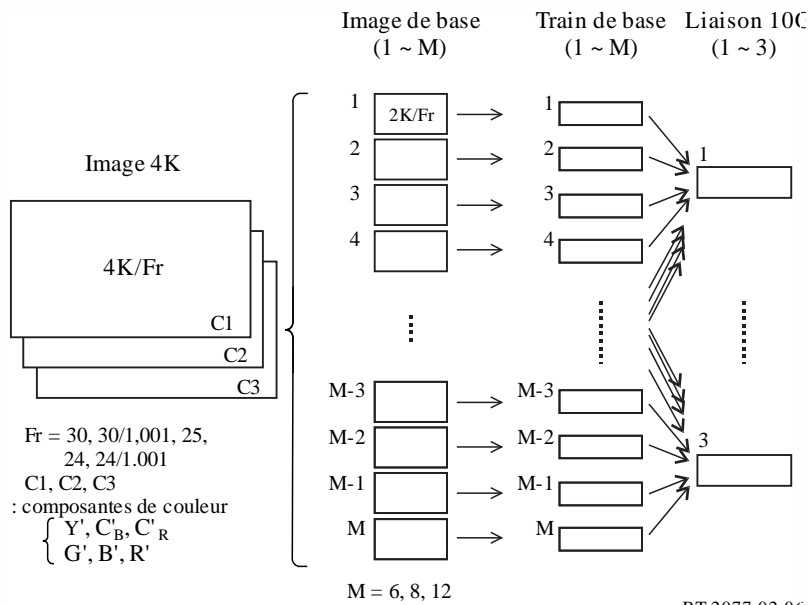 Image de base
(1 ~ M)
Train de base
(1 ~ M)
Liaison 10G
(1 ~ 3)
Image 4K
4K/Fr
C1
C2
C3
Fr = 30, 30/1,001, 25,
24, 24/1.001
C1, C2, C3
: composantes de couleur
Y', C'B, C'R
G', B', R'
1
2K/Fr
2
3
4
M-3
M-2
M-1
M
M = 6, 8, 12
1
2
3
4
M-3
M-2
M-1
M
1
3